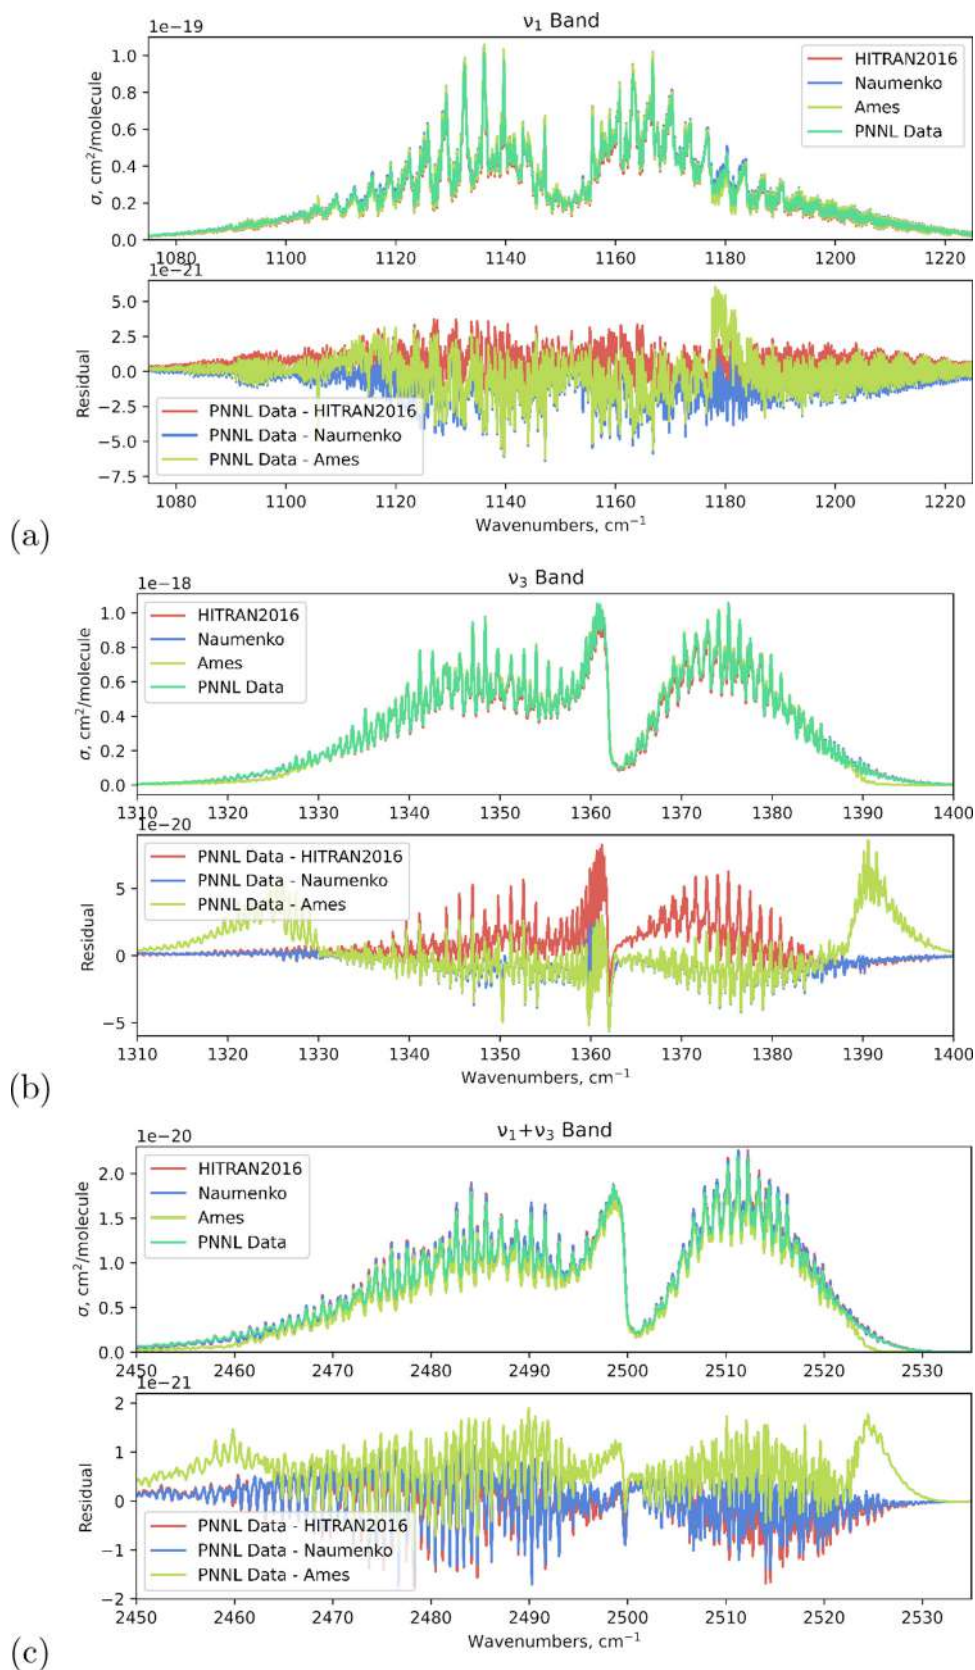 ν₁ Band
1e−19
σ, cm²/molecule
1.0
0.8
0.6
0.4
0.2
0.0
HITRAN2016
Naumenko
Ames
PNNL Data
1080 1100 1120 1140 1160 1180 1200 1220
1e−21
Residual
5.0
2.5
0.0
−2.5
−5.0
−7.5
PNNL Data - HITRAN2016
PNNL Data - Naumenko
PNNL Data - Ames
1080 1100 1120 1140 1160 1180 1200 1220
Wavenumbers, cm⁻¹
(a)
ν₃ Band
1e−18
σ, cm²/molecule
1.0
0.8
0.6
0.4
0.2
0.0
HITRAN2016
Naumenko
Ames
PNNL Data
1310 1320 1330 1340 1350 1360 1370 1380 1390 1400
1e−20
Residual
5
0
−5
PNNL Data - HITRAN2016
PNNL Data - Naumenko
PNNL Data - Ames
1310 1320 1330 1340 1350 1360 1370 1380 1390 1400
Wavenumbers, cm⁻¹
(b)
ν₁+ν₃ Band
1e−20
σ, cm²/molecule
2.0
1.5
1.0
0.5
0.0
HITRAN2016
Naumenko
Ames
PNNL Data
2450 2460 2470 2480 2490 2500 2510 2520 2530
1e−21
Residual
2
1
0
−1
−2
PNNL Data - HITRAN2016
PNNL Data - Naumenko
PNNL Data - Ames
2450 2460 2470 2480 2490 2500 2510 2520 2530
Wavenumbers, cm⁻¹
(c)